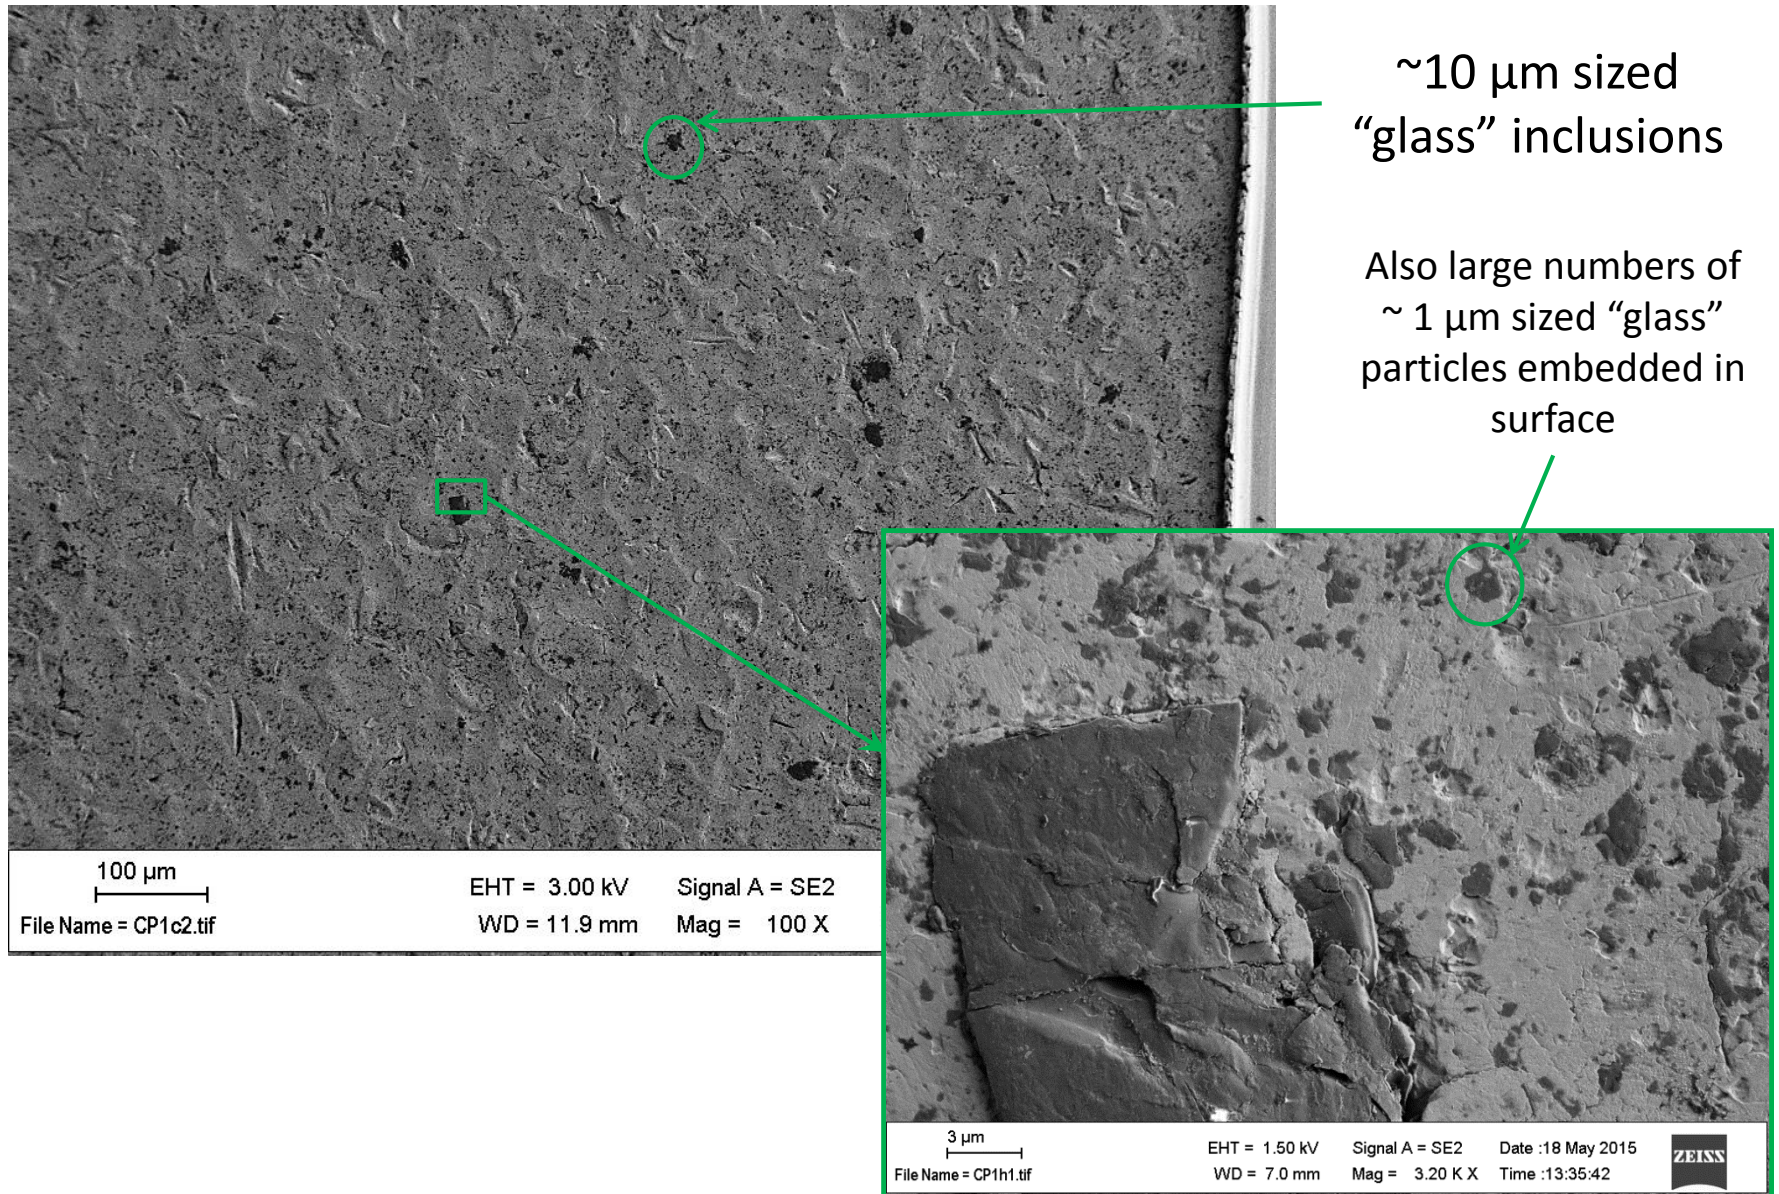 ~10 µm sized
“glass” inclusions
Also large numbers of
~ 1 µm sized “glass”
particles embedded in
surface
100 µm
EHT = 3.00 kV Signal A = SE2
File Name = CP1c2.tif WD = 11.9 mm Mag = 100 X
3 µm
EHT = 1.50 kV Signal A = SE2 Date :18 May 2015
File Name = CP1h1.tif WD = 7.0 mm Mag = 3.20 K X Time :13:35:42
ZEISS